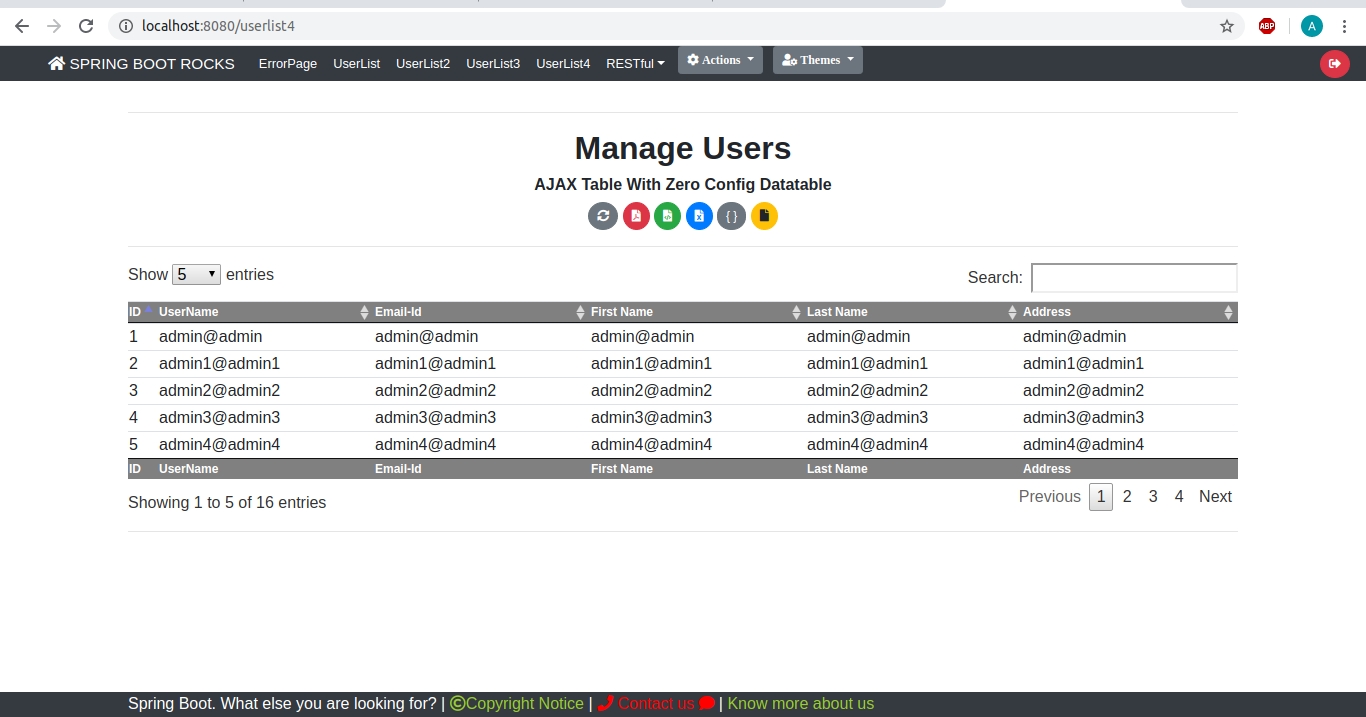 localhost:8080/userlist4
ABP
A
SPRING BOOT ROCKS ErrorPage UserList UserList2 UserList3 UserList4 RESTful Actions Themes
Manage Users
AJAX Table With Zero Config Datatable
{ }
Show 5 entries Search:
ID UserName Email-Id First Name Last Name Address
1 admin@admin admin@admin admin@admin admin@admin admin@admin
2 admin1@admin1 admin1@admin1 admin1@admin1 admin1@admin1 admin1@admin1
3 admin2@admin2 admin2@admin2 admin2@admin2 admin2@admin2 admin2@admin2
4 admin3@admin3 admin3@admin3 admin3@admin3 admin3@admin3 admin3@admin3
5 admin4@admin4 admin4@admin4 admin4@admin4 admin4@admin4 admin4@admin4
ID UserName Email-Id First Name Last Name Address
Showing 1 to 5 of 16 entries Previous 1 2 3 4 Next
Spring Boot. What else you are looking for? | ©Copyright Notice | Contact us | Know more about us